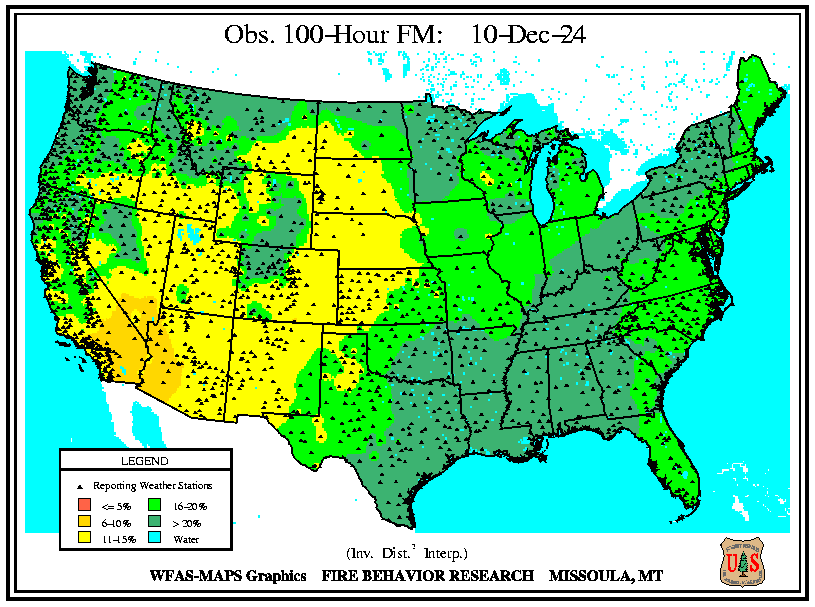 Obs. 100-Hour FM: 10-Dec-24
LEGEND
Reporting Weather Stations
<= 5% 16-20%
6-10% > 20%
11-15% Water
(Inv. Dist.² Interp.)
WFAS-MAPS Graphics FIRE BEHAVIOR RESEARCH MISSOULA, MT
U S